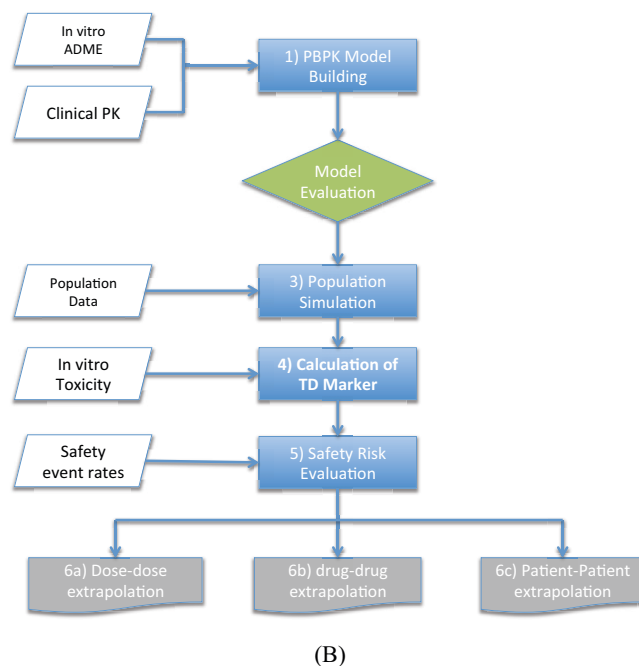 In vitro
ADME
1) PBPK Model
Building
Clinical PK
Model
Evaluation
Population
Data
3) Population
Simulation
In vitro
Toxicity
4) Calculation of
TD Marker
Safety
event rates
5) Safety Risk
Evaluation
6a) Dose-dose
extrapolation
6b) drug-drug
extrapolation
6c) Patient-Patient
extrapolation
(B)